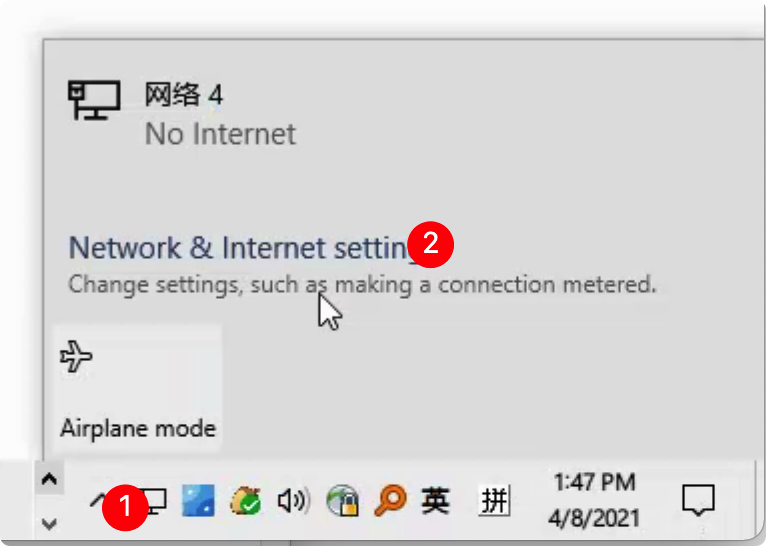 网络 4
No Internet
Network & Internet settin
2
Change settings, such as making a connection metered.
Airplane mode
1
英
拼
1:47 PM
4/8/2021